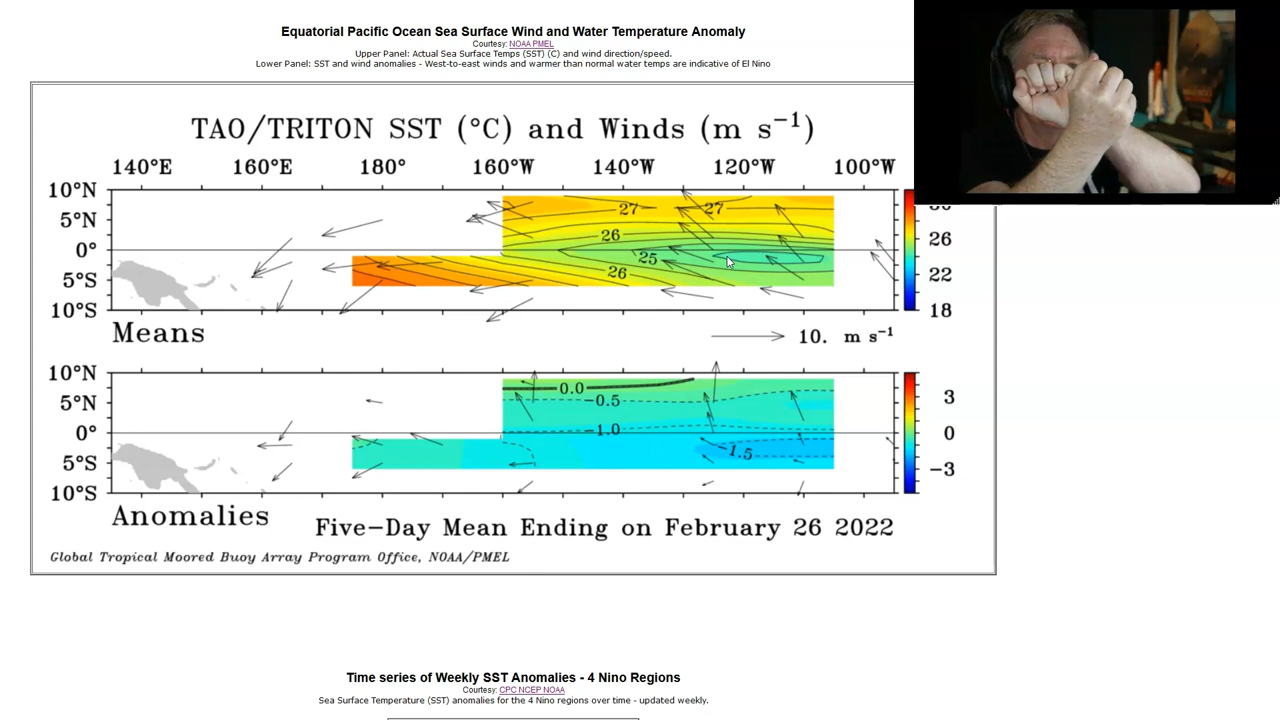 Equatorial Pacific Ocean Sea Surface Wind and Water Temperature Anomaly
Courtesy: NOAA PMEL
Upper Panel: Actual Sea Surface Temps (SST) (C) and wind direction/speed.
Lower Panel: SST and wind anomalies - West-to-east winds and warmer than normal water temps are indicative of El Nino
TAO/TRITON SST (°C) and Winds (m s⁻¹)
140°E 160°E 180° 160°W 140°W 120°W 100°W
10°N
5°N
0°
5°S
10°S
27 27
26
25
26
30
26
22
18
Means
10. m s⁻¹
10°N
5°N
0°
5°S
10°S
0.0
−0.5
−1.0
−1.5
3
0
−3
Anomalies
Five−Day Mean Ending on February 26 2022
Global Tropical Moored Buoy Array Program Office, NOAA/PMEL
Time series of Weekly SST Anomalies - 4 Nino Regions
Courtesy: CPC NCEP NOAA
Sea Surface Temperature (SST) anomalies for the 4 Nino regions over time - updated weekly.